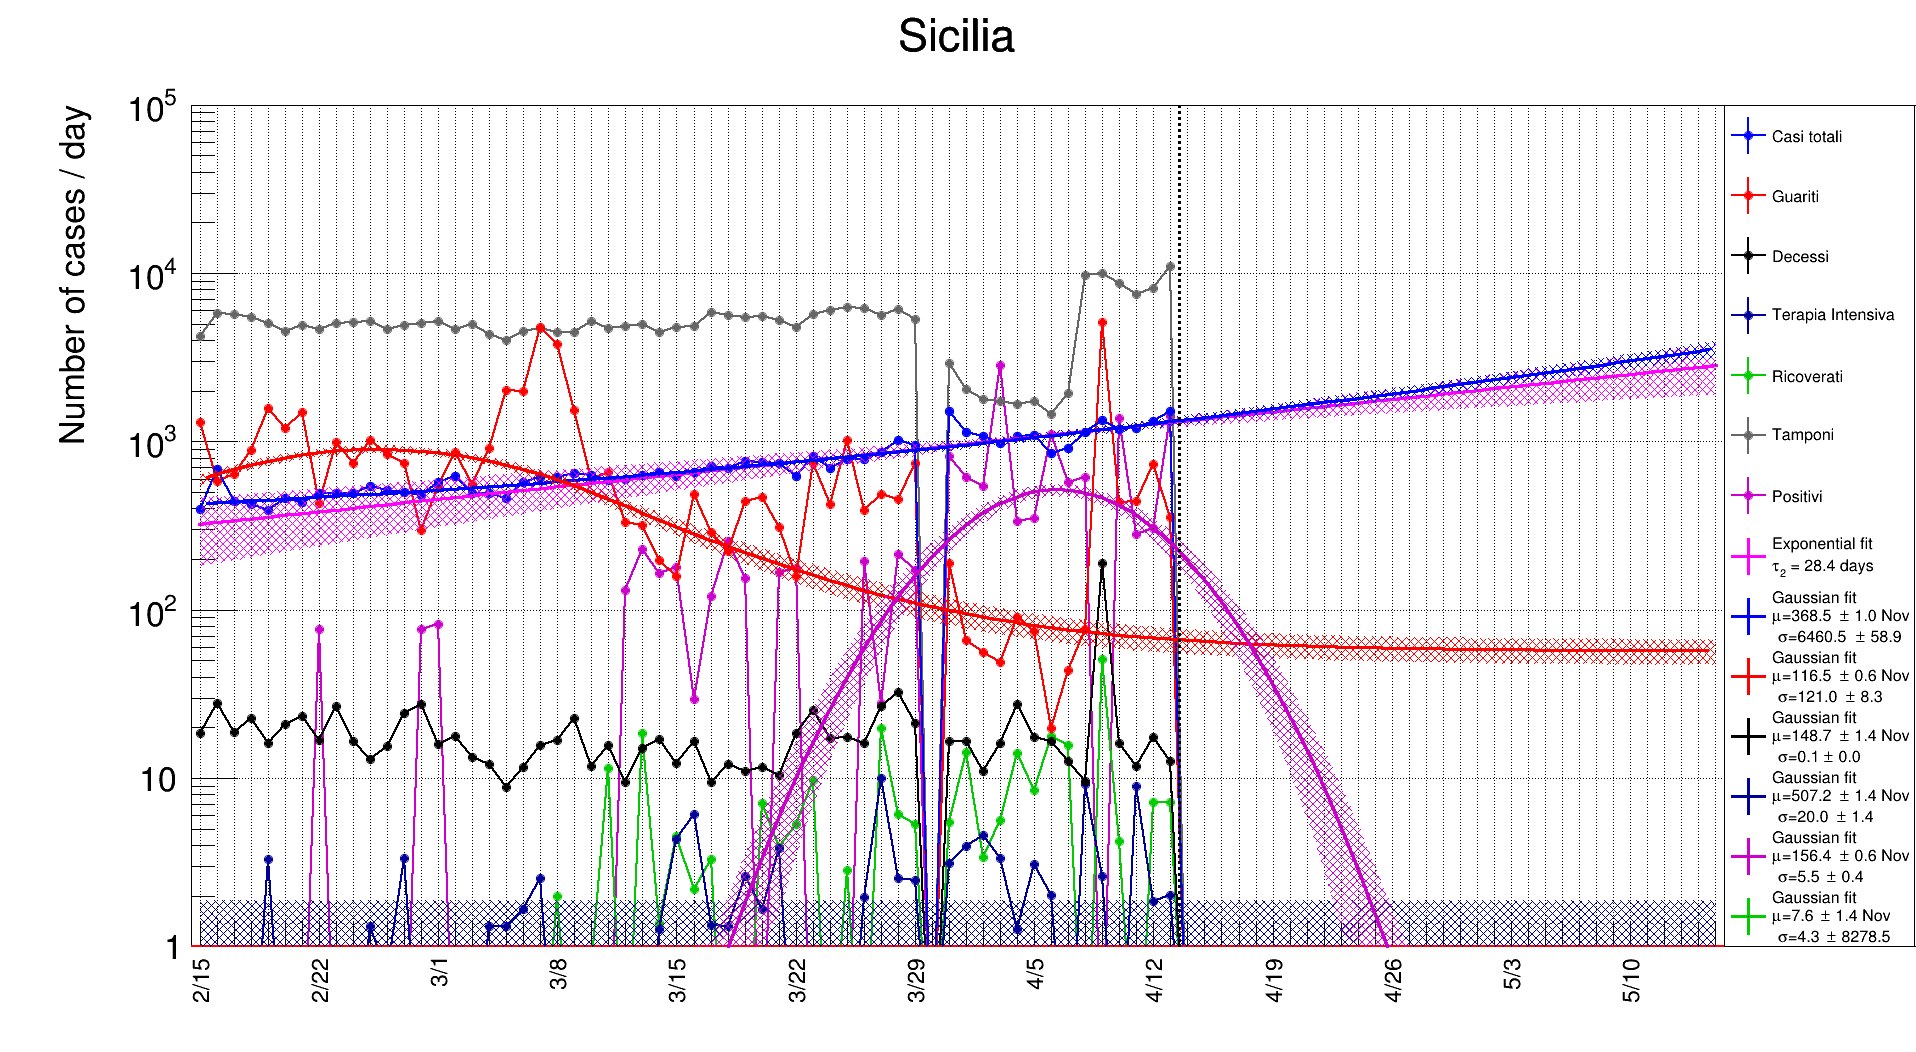 Sicilia
Number of cases / day
10^5
10^4
10^3
10^2
10
1
2/15
2/22
3/1
3/8
3/15
3/22
3/29
4/5
4/12
4/19
4/26
5/3
5/10
Casi totali
Guariti
Decessi
Terapia Intensiva
Ricoverati
Tamponi
Positivi
Exponential fit
τ_2 = 28.4 days
Gaussian fit
μ=368.5 ± 1.0 Nov
σ=6460.5 ± 58.9
Gaussian fit
μ=116.5 ± 0.6 Nov
σ=121.0 ± 8.3
Gaussian fit
μ=148.7 ± 1.4 Nov
σ=0.1 ± 0.0
Gaussian fit
μ=507.2 ± 1.4 Nov
σ=20.0 ± 1.4
Gaussian fit
μ=156.4 ± 0.6 Nov
σ=5.5 ± 0.4
Gaussian fit
μ=7.6 ± 1.4 Nov
σ=4.3 ± 8278.5